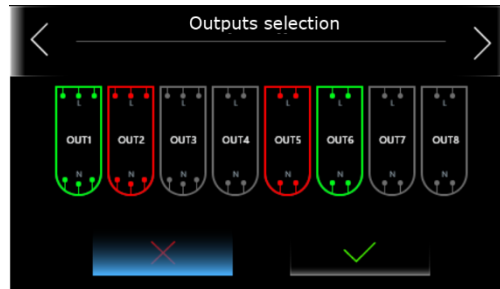 Outputs selection
L L L L L L L L
OUT1 OUT2 OUT3 OUT4 OUT5 OUT6 OUT7 OUT8
N N N N N N N N